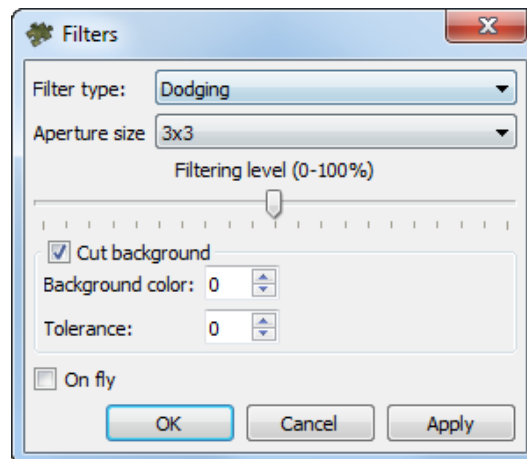 Filters
Filter type: Dodging
Aperture size 3x3
Filtering level (0-100%)
Cut background
Background color: 0
Tolerance: 0
On fly
OK Cancel Apply